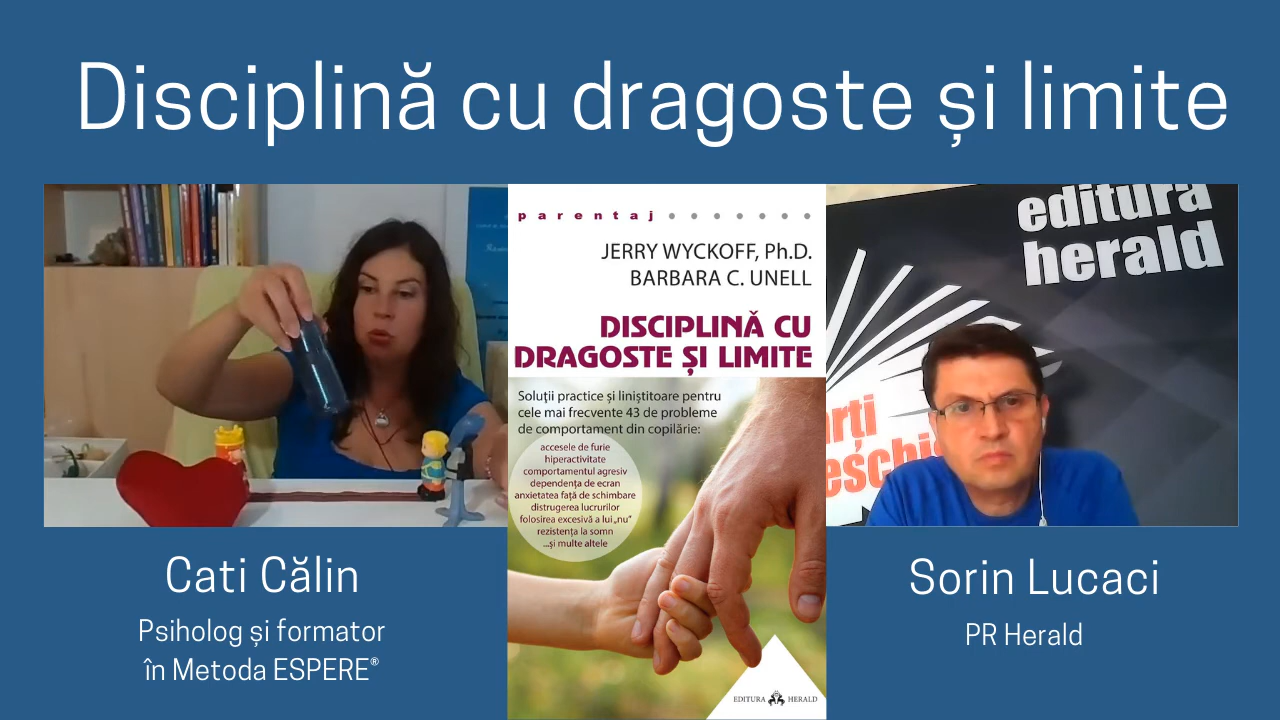 Disciplină cu dragoste și limite
parentaj
JERRY WYCKOFF, Ph.D.
BARBARA C. UNELL
DISCIPLINĂ CU
DRAGOSTE ȘI LIMITE
Soluții practice și liniștitoare pentru
cele mai frecvente 43 de probleme
de comportament din copilărie:
accesele de furie
hiperactivitate
comportamentul agresiv
dependența de ecran
anxietatea față de schimbare
distrugerea lucrurilor
folosirea excesivă a lui „nu”
rezistența la somn
...și multe altele
EDITURA HERALD
editura
herald
Cati Călin
Psiholog și formator
în Metoda ESPERE®
Sorin Lucaci
PR Herald